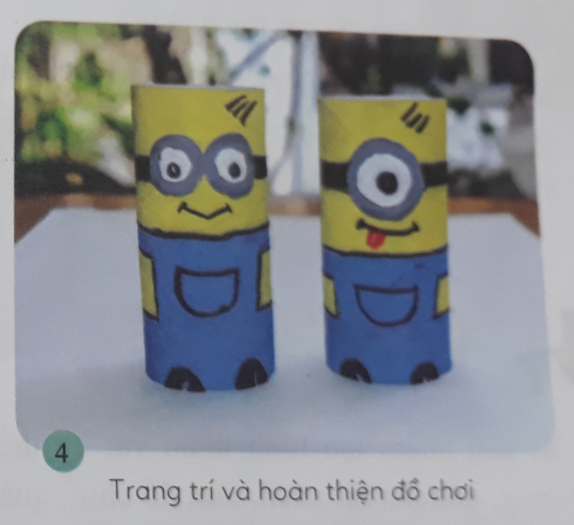 4
Trang trí và hoàn thiện đồ chơi